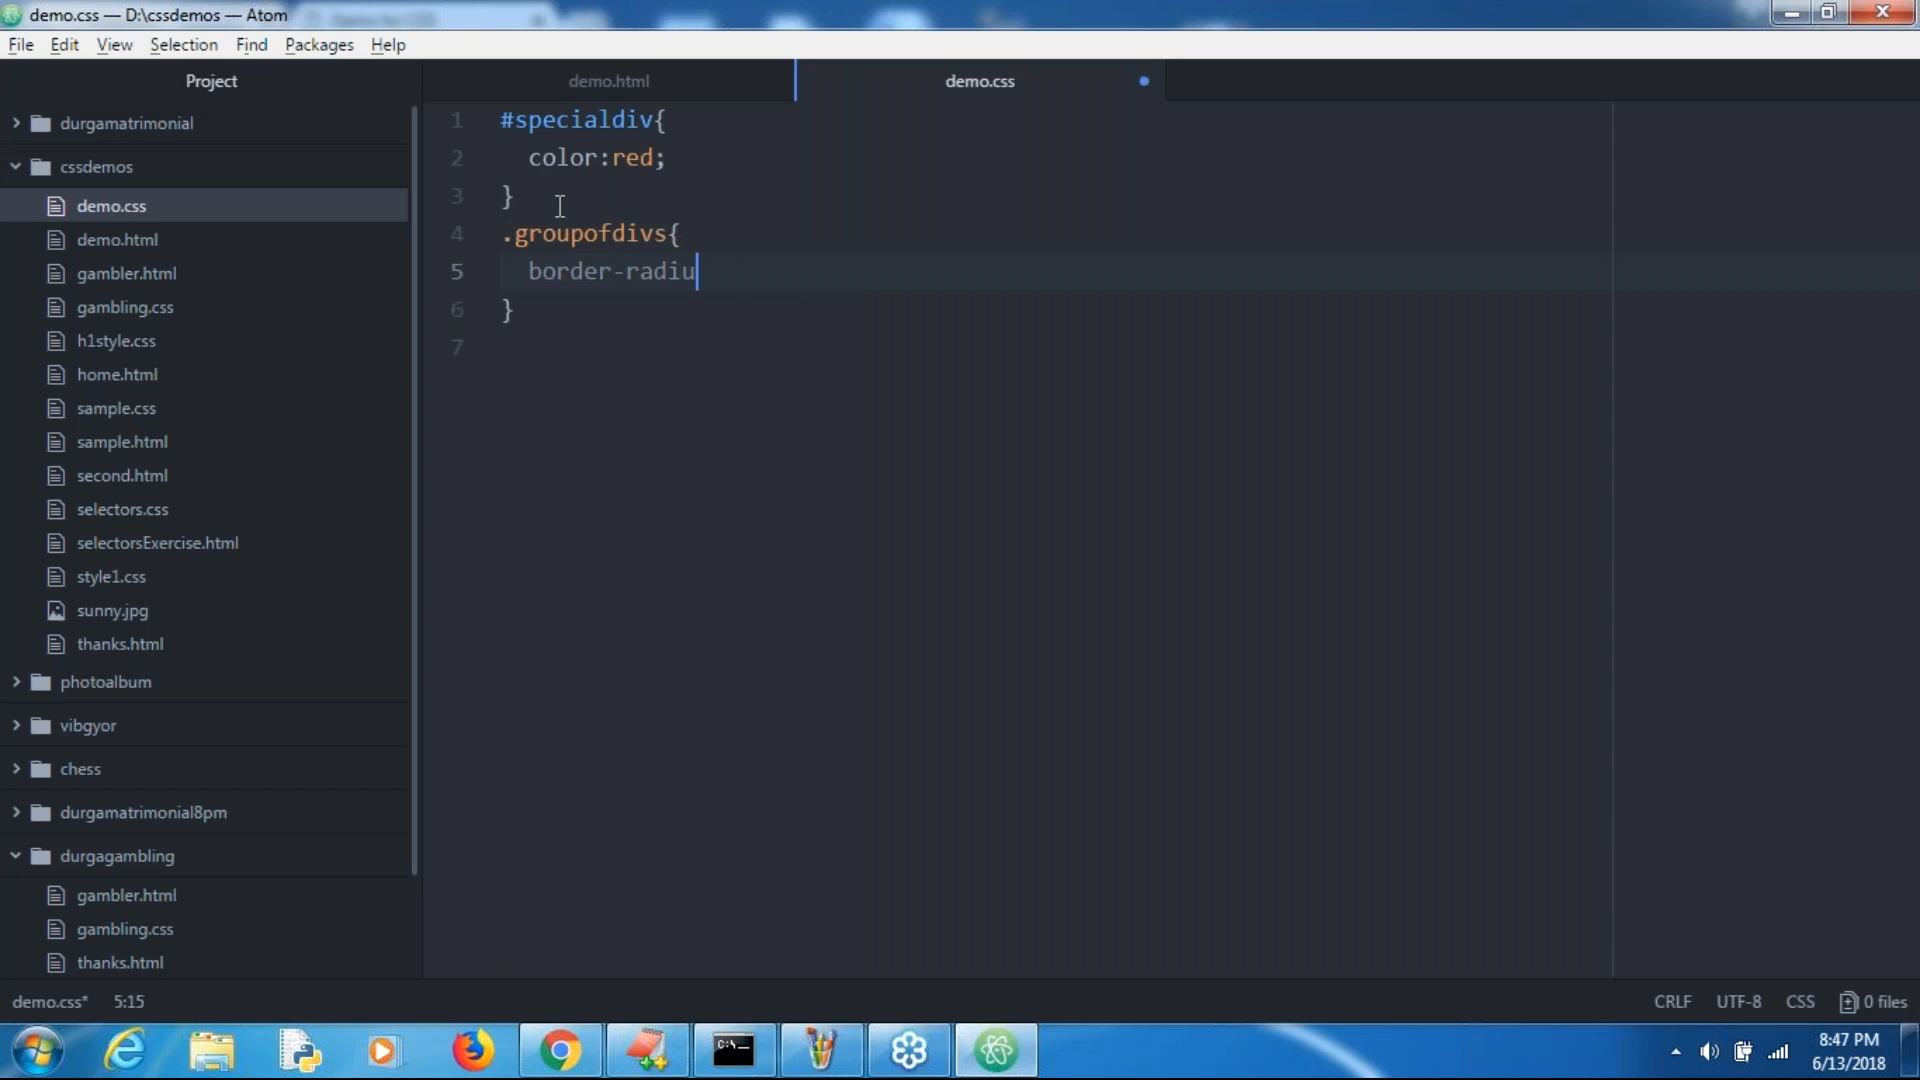 demo.css — D:\cssdemos — Atom
File Edit View Selection Find Packages Help
Project
durgamatrimonial
cssdemos
demo.css
demo.html
gambler.html
gambling.css
h1style.css
home.html
sample.css
sample.html
second.html
selectors.css
selectorsExercise.html
style1.css
sunny.jpg
thanks.html
photoalbum
vibgyor
chess
durgamatrimonial8pm
durgagambling
gambler.html
gambling.css
thanks.html
demo.html demo.css
1 #specialdiv{
2 color:red;
3 }
4 .groupofdivs{
5 border-radiu
6 }
7
demo.css* 5:15 CRLF UTF-8 CSS 0 files
C:\
8:47 PM
6/13/2018